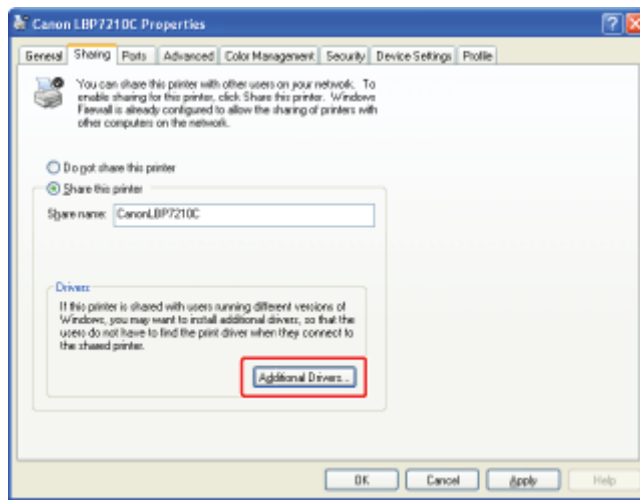 Canon LBP7210C Properties
General Sharing Ports Advanced Color Management Security Device Settings Profile
You can share this printer with other users on your network. To
enable sharing for this printer, click Share this printer. Windows
Firewall is already configured to allow the sharing of printers with
other computers on the network.
Do not share this printer
Share this printer
Share name: CanonLBP7210C
Drivers
If this printer is shared with users running different versions of
Windows, you may want to install additional drivers, so that the
users do not have to find the print driver when they connect to
the shared printer.
Additional Drivers...
OK Cancel Apply Help